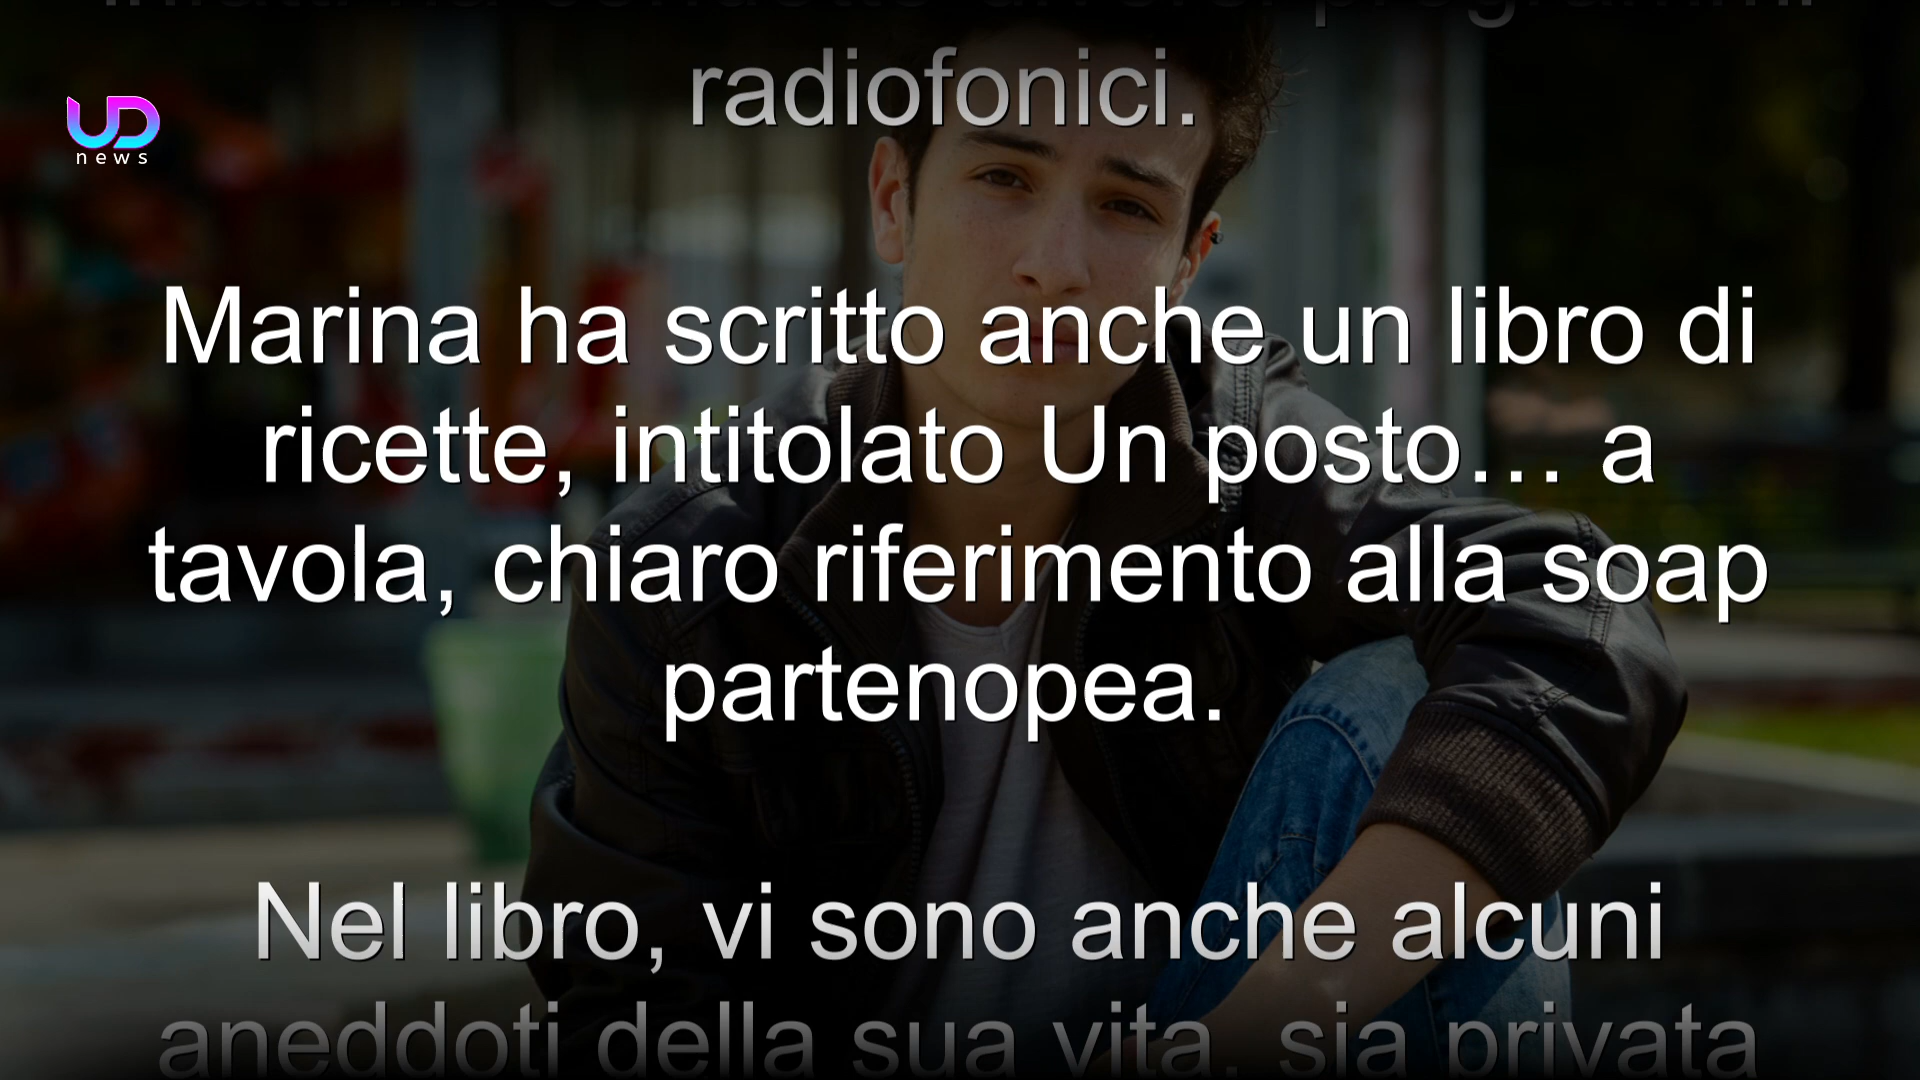 radiofonici.
UD
news
Marina ha scritto anche un libro di
ricette, intitolato Un posto… a
tavola, chiaro riferimento alla soap
partenopea.
Nel libro, vi sono anche alcuni
aneddoti della sua vita, sia privata